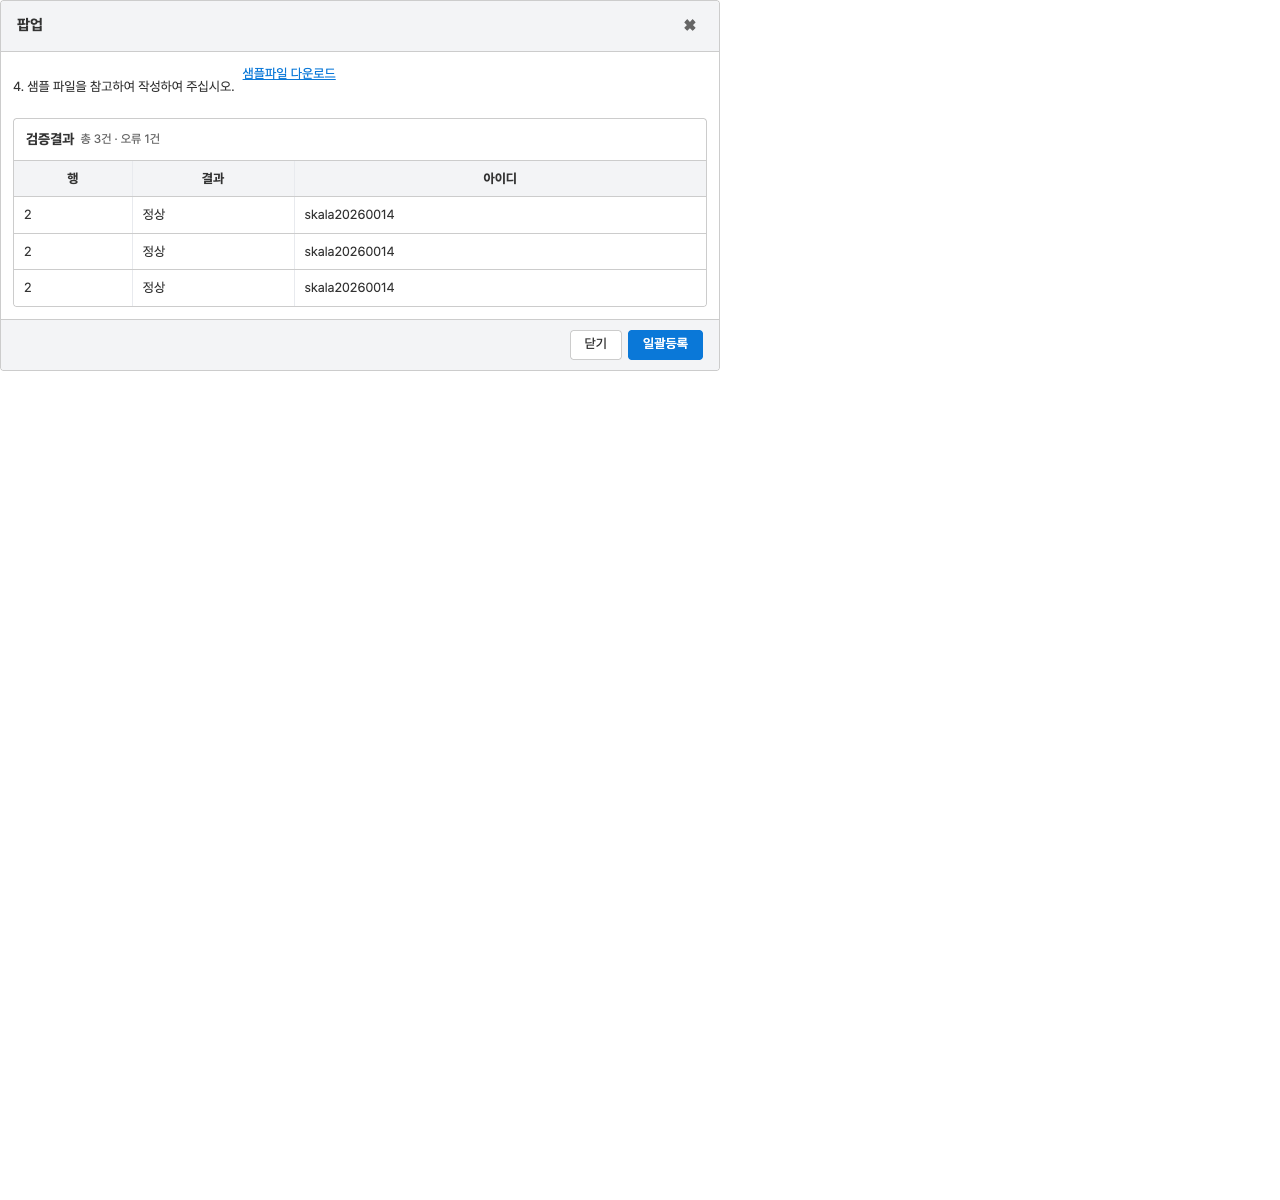 팝업 ✖
4. 샘플 파일을 참고하여 작성하여 주십시오. 샘플파일 다운로드
검증결과 총 3건 · 오류 1건
행 결과 아이디
2 정상 skala20260014
2 정상 skala20260014
2 정상 skala20260014
닫기 일괄등록